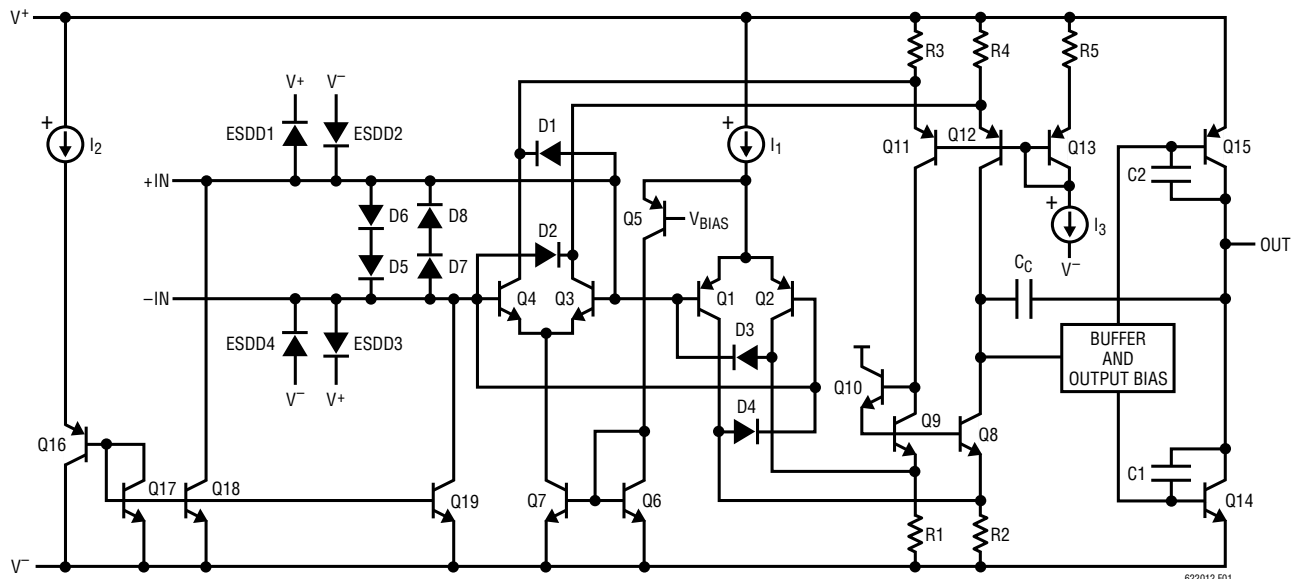 V+
R3
R4
R5
V+
V–
ESDD1
ESDD2
+
I2
D1
+
I1
Q11
Q12
Q13
Q15
C2
+IN
D6
D8
Q5
VBIAS
+
I3
V–
OUT
D2
D5
D7
CC
–IN
Q4
Q3
Q1
Q2
ESDD4
ESDD3
D3
BUFFER
AND
OUTPUT BIAS
V–
V+
Q10
D4
Q9
Q8
Q16
C1
Q17
Q18
Q19
Q7
Q6
Q14
R1
R2
V–
622012 F01